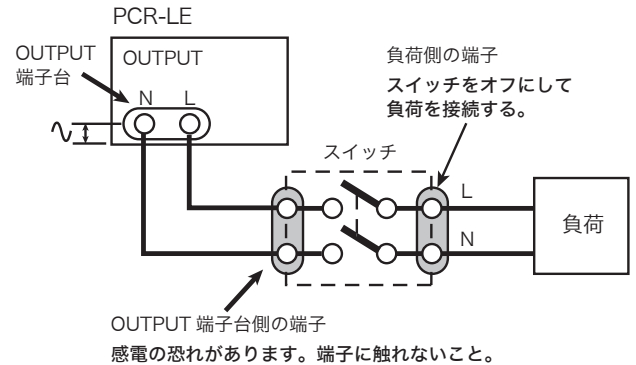 PCR-LE
OUTPUT
端子台
OUTPUT
N
L
負荷側の端子
スイッチをオフにして
負荷を接続する。
スイッチ
L
N
負荷
OUTPUT 端子台側の端子
感電の恐れがあります。端子に触れないこと。